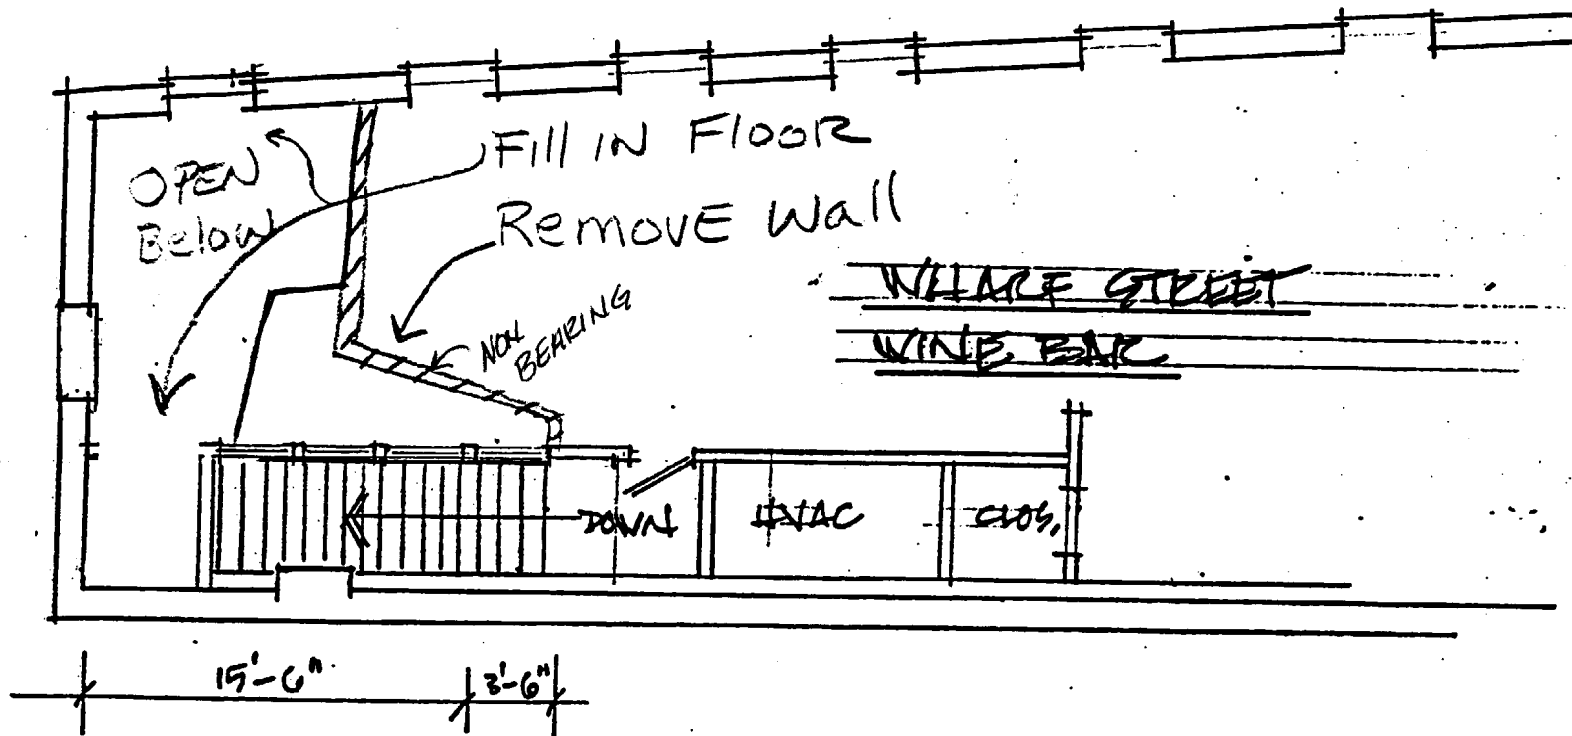 Fill IN FlooR
OPEN
Below
RemovE Wall
NON
BEARING
WHARF STREET
WINE BAR
DOWN
HVAC
CLOS.
15'-6"
3'-6"